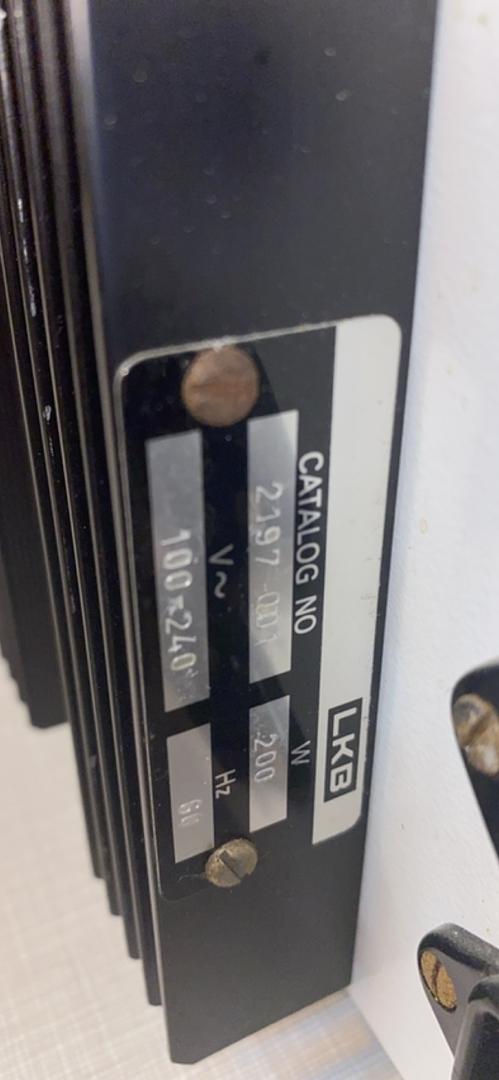 LKB
CATALOG NO
2197-001
W
200
V~
100-240
Hz
60